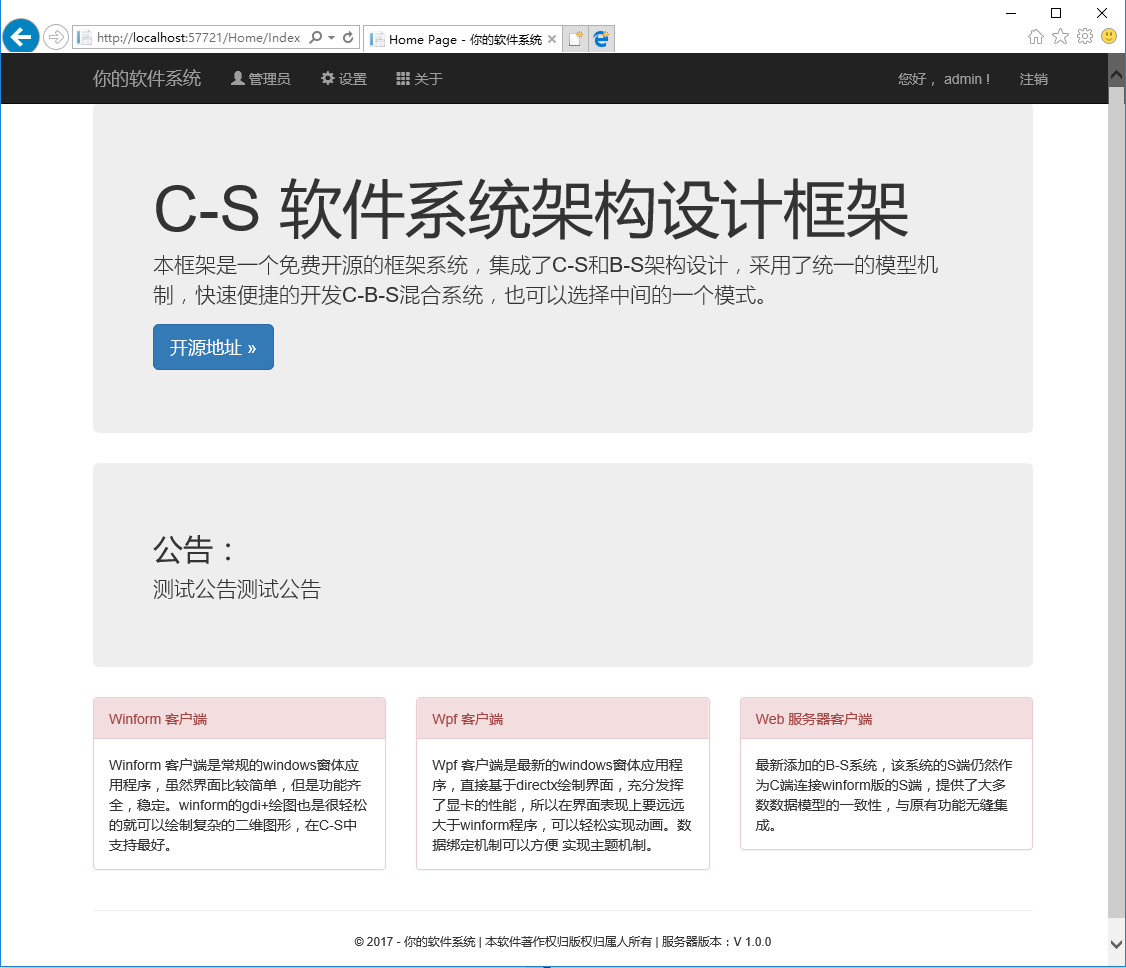 http://localhost:57721/Home/Index
Home Page - 你的软件系统
你的软件系统 管理员 设置 关于 您好， admin ! 注销
C-S 软件系统架构设计框架
本框架是一个免费开源的框架系统，集成了C-S和B-S架构设计，采用了统一的模型机
制，快速便捷的开发C-B-S混合系统，也可以选择中间的一个模式。
开源地址 »
公告：
测试公告测试公告
Winform 客户端
Winform 客户端是常规的windows窗体应
用程序，虽然界面比较简单，但是功能齐
全，稳定。winform的gdi+绘图也是很轻松
的就可以绘制复杂的二维图形，在C-S中
支持最好。
Wpf 客户端
Wpf 客户端是最新的windows窗体应用程
序，直接基于directx绘制界面，充分发挥
了显卡的性能，所以在界面表现上要远远
大于winform程序，可以轻松实现动画。数
据绑定机制可以方便 实现主题机制。
Web 服务器客户端
最新添加的B-S系统，该系统的S端仍然作
为C端连接winform版的S端，提供了大多
数数据模型的一致性，与原有功能无缝集
成。
© 2017 - 你的软件系统 | 本软件著作权归版权归属人所有 | 服务器版本：V 1.0.0